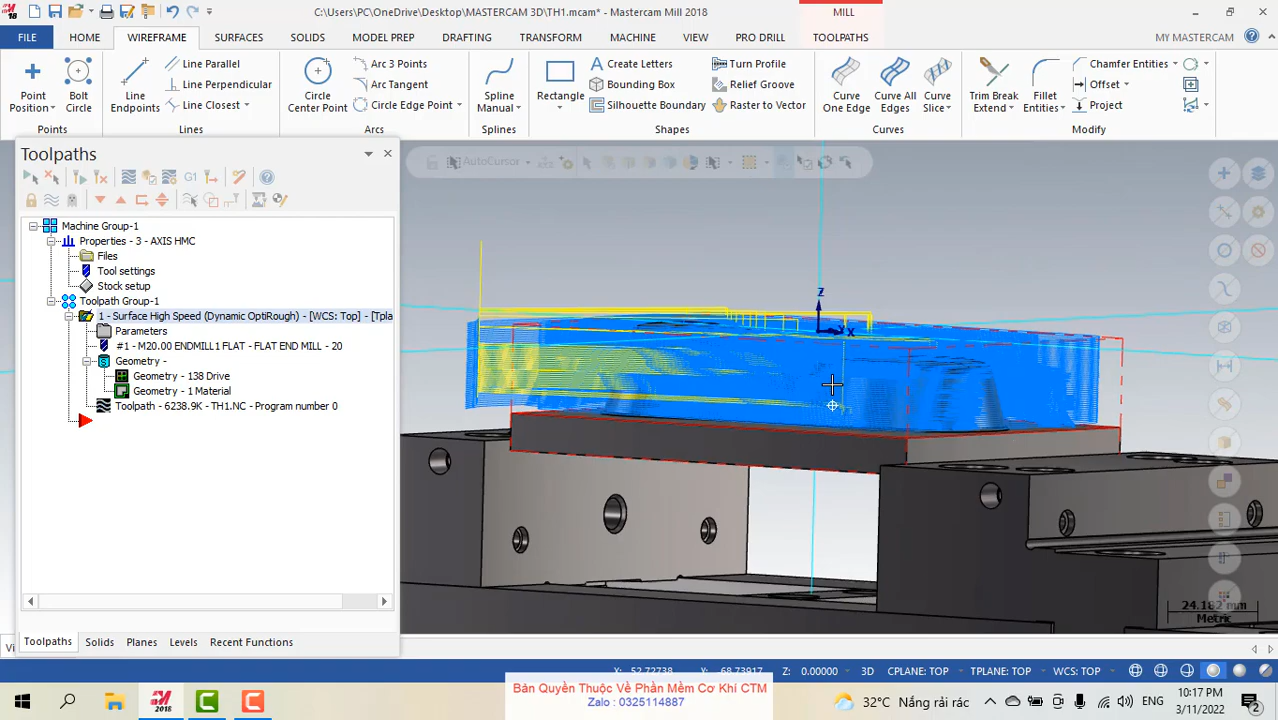 C:\Users\PC\OneDrive\Desktop\MASTERCAM 3D\TH1.mcam* - Mastercam Mill 2018
MILL
FILE
HOME
WIREFRAME
SURFACES
SOLIDS
MODEL PREP
DRAFTING
TRANSFORM
MACHINE
VIEW
PRO DRILL
TOOLPATHS
MY MASTERCAM
Point Position
Bolt Circle
Line Endpoints
Line Parallel
Line Perpendicular
Line Closest
Circle Center Point
Arc 3 Points
Arc Tangent
Circle Edge Point
Spline Manual
Rectangle
Create Letters
Bounding Box
Silhouette Boundary
Turn Profile
Relief Groove
Raster to Vector
Curve One Edge
Curve All Edges
Curve Slice
Trim Break Extend
Fillet Entities
Chamfer Entities
Offset
Project
Points
Lines
Arcs
Splines
Shapes
Curves
Modify
Toolpaths
AutoCursor
G1
Machine Group-1
Properties - 3 - AXIS HMC
Files
Tool settings
Stock setup
Toolpath Group-1
1 - Surface High Speed (Dynamic OptiRough) - [WCS: Top] - [Tpla
Parameters
#1 - M20.00 ENDMILL1 FLAT - FLAT END MILL - 20
Geometry -
Geometry - 138 Drive
Geometry - 1 Material
Toolpath - 6238.9K - TH1.NC - Program number 0
Z
X
24.182 mm
Metric
Toolpaths
Solids
Planes
Levels
Recent Functions
X: 52.72738
Y: -68.73917
Z: 0.00000
3D
CPLANE: TOP
TPLANE: TOP
WCS: TOP
Bản Quyền Thuộc Về Phần Mềm Cơ Khí CTM
Zalo : 0325114887
2018
32°C Nắng rải rác
ENG
10:17 PM
3/11/2022
2